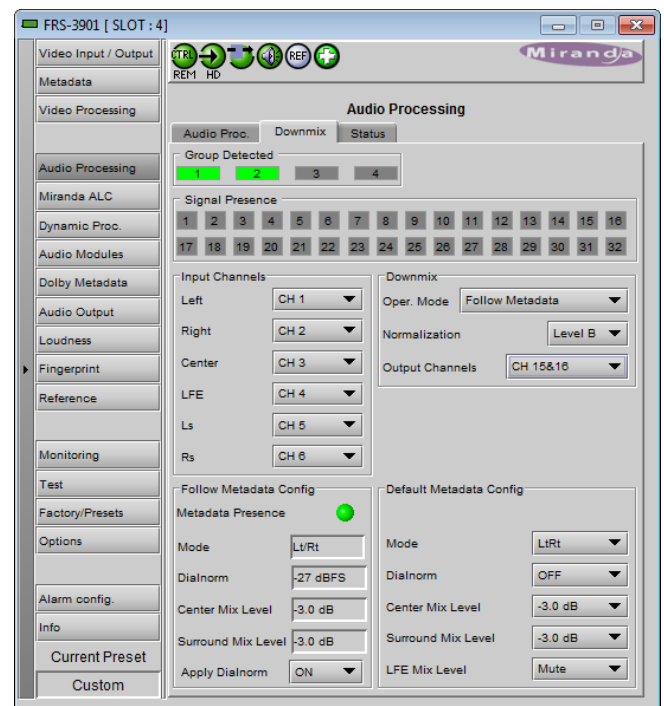 FRS-3901 [ SLOT : 4]
Video Input / Output
Metadata
Video Processing
Audio Processing
Miranda ALC
Dynamic Proc.
Audio Modules
Dolby Metadata
Audio Output
Loudness
Fingerprint
Reference
Monitoring
Test
Factory/Presets
Options
Alarm config.
Info
Current Preset
Custom
CTRL REF
REM HD
Miranda
Audio Processing
Audio Proc. Downmix Status
Group Detected
1 2 3 4
Signal Presence
1 2 3 4 5 6 7 8 9 10 11 12 13 14 15 16
17 18 19 20 21 22 23 24 25 26 27 28 29 30 31 32
Input Channels
Left CH 1
Right CH 2
Center CH 3
LFE CH 4
Ls CH 5
Rs CH 6
Downmix
Oper. Mode Follow Metadata
Normalization Level B
Output Channels CH 15&16
Follow Metadata Config
Metadata Presence
Mode Lt/Rt
Dialnorm -27 dBFS
Center Mix Level -3.0 dB
Surround Mix Level -3.0 dB
Apply Dialnorm ON
Default Metadata Config
Mode LtRt
Dialnorm OFF
Center Mix Level -3.0 dB
Surround Mix Level -3.0 dB
LFE Mix Level Mute